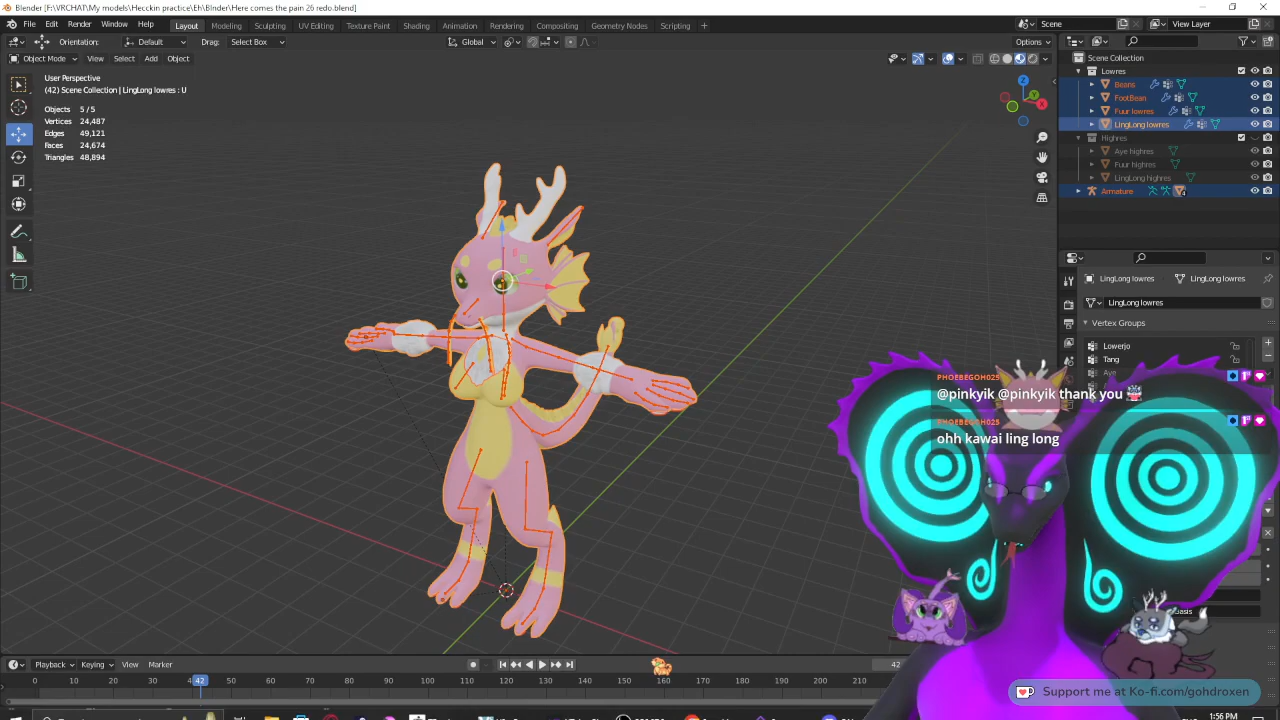 Blender [F:\VRCHAT\My models\Hecckin practice\E\BInder\Here comes the pain 26 redo.blend]
File Edit Render Window Help Layout Modeling Sculpting UV Editing Texture Paint Shading Animation Rendering Compositing Geometry Nodes Scripting + Scene View Layer
Orientation: Default Drag: Select Box Global Options
Object Mode View Select Add Object
User Perspective
(42) Scene Collection | LingLong lowres : U
Objects 5/5
Vertices 24,487
Edges 49,121
Faces 24,674
Triangles 48,894
Z
Y
X
Scene Collection
Lowres
Beans
FootBean
Fuur lowres
LingLong lowres
Highres
Aye highres
Fuur highres
LingLong highres
Armature
LingLong lowres LingLong lowres
LingLong lowres
Vertex Groups
Lowerjo
Tang
Aye
PHOEBEGOH025
@pinkyik @pinkyik thank you
PHOEBEGOH025
ohh kawai ling long
Basis
Playback Keying View Marker 42
0 10 20 30 42 50 60 70 80 90 100 110 120 130 140 150 160 170 180 190 200 210
Support me at Ko-fi.com/gohdroxen
1:56 PM